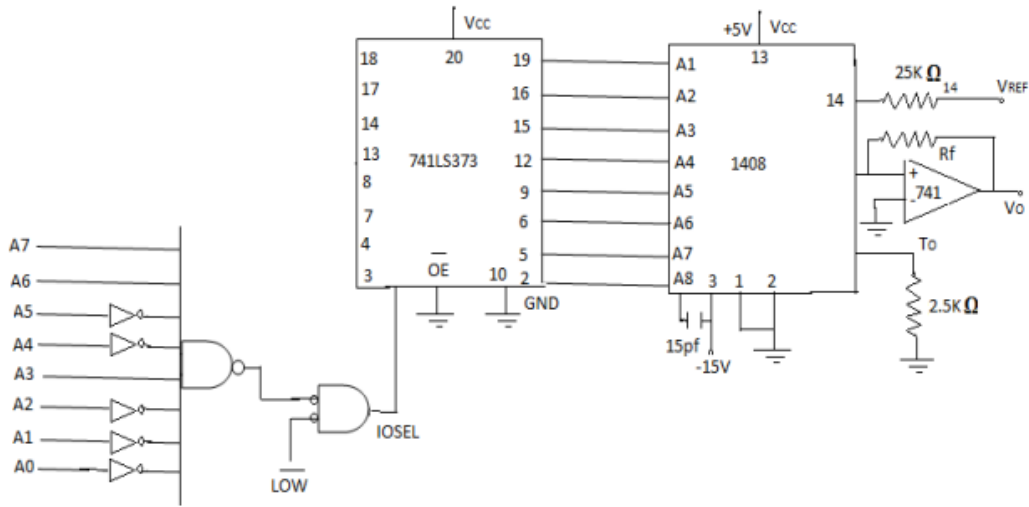 Vcc
18
20
19
17
16
14
15
13
741LS373
12
8
9
7
6
4
5
3
OE
10
2
GND
+5V
Vcc
13
A1
A2
A3
A4
A5
A6
A7
A8
1408
14
3
1
2
15pf
-15V
25K Ω
14
VREF
Rf
+
-
741
Vo
To
2.5K Ω
A7
A6
A5
A4
A3
A2
A1
A0
IOSEL
LOW